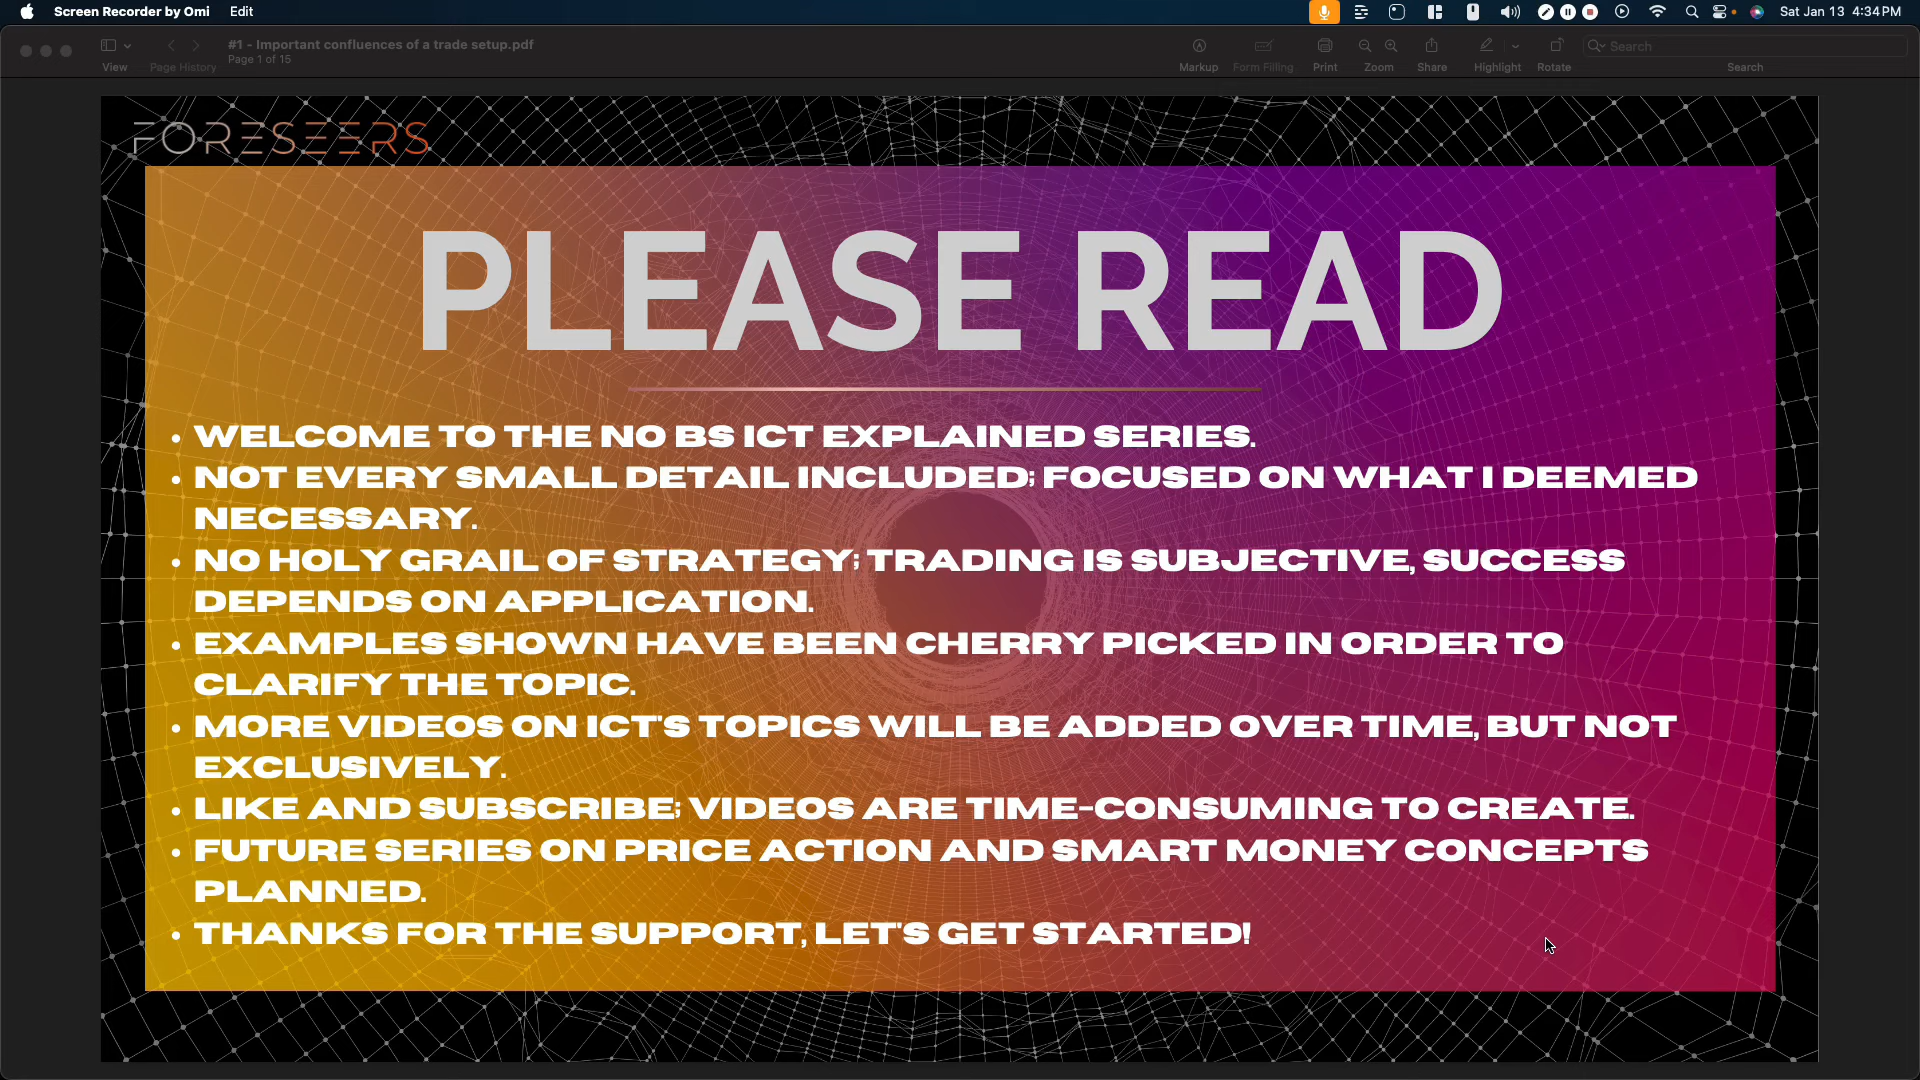 Screen Recorder by Omi Edit Sat Jan 13 4:34 PM
#1 - Important confluences of a trade setup.pdf
Page 1 of 15
View Page History Markup Form Filling Print Zoom Share Highlight Rotate Search
Search
FORESEERS
PLEASE READ
• WELCOME TO THE NO BS ICT EXPLAINED SERIES.
• NOT EVERY SMALL DETAIL INCLUDED; FOCUSED ON WHAT I DEEMED
NECESSARY.
• NO HOLY GRAIL OF STRATEGY; TRADING IS SUBJECTIVE, SUCCESS
DEPENDS ON APPLICATION.
• EXAMPLES SHOWN HAVE BEEN CHERRY PICKED IN ORDER TO
CLARIFY THE TOPIC.
• MORE VIDEOS ON ICT'S TOPICS WILL BE ADDED OVER TIME, BUT NOT
EXCLUSIVELY.
• LIKE AND SUBSCRIBE; VIDEOS ARE TIME-CONSUMING TO CREATE.
• FUTURE SERIES ON PRICE ACTION AND SMART MONEY CONCEPTS
PLANNED.
• THANKS FOR THE SUPPORT, LET'S GET STARTED!